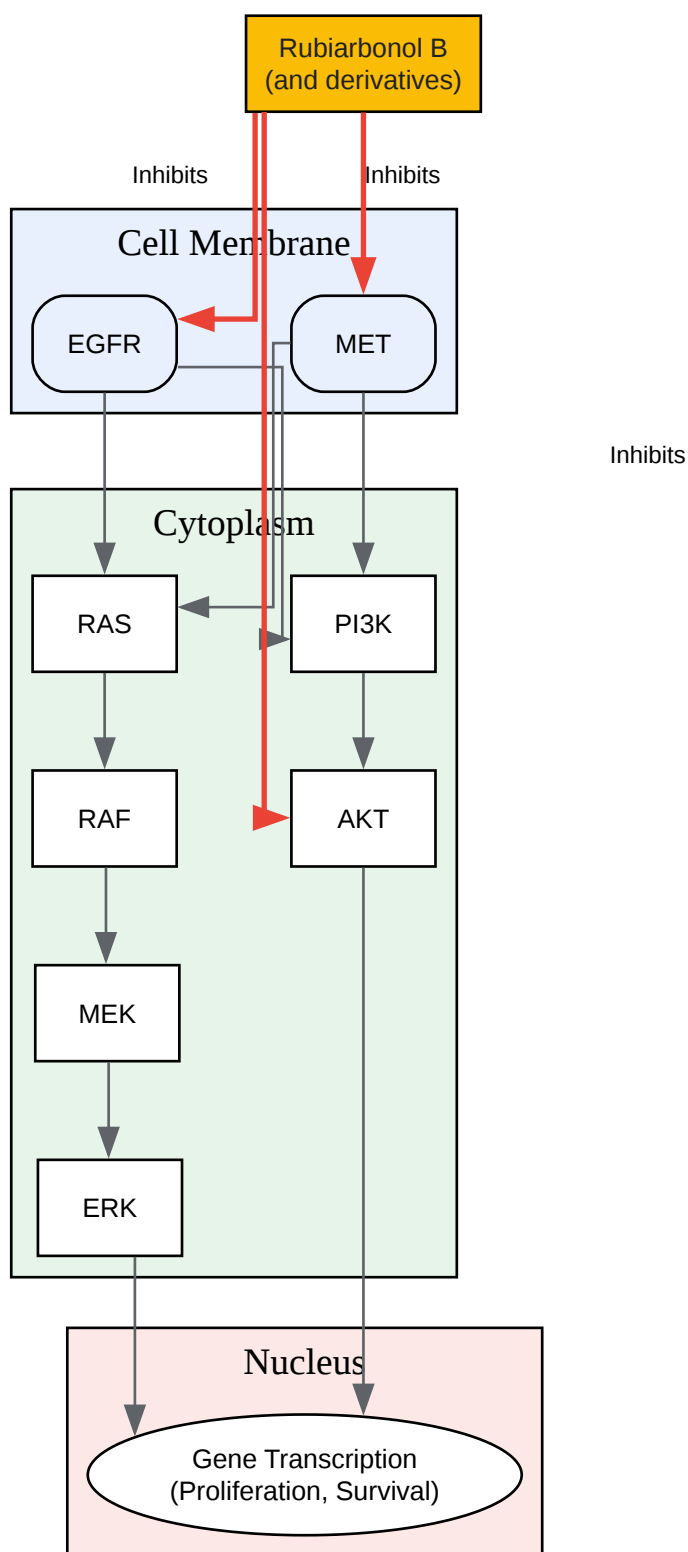 Rubiarbonol B
(and derivatives)
Inhibits
Inhibits
Cell Membrane
EGFR
MET
Inhibits
Cytoplasm
RAS
PI3K
RAF
AKT
MEK
ERK
Nucleus
Gene Transcription
(Proliferation, Survival)